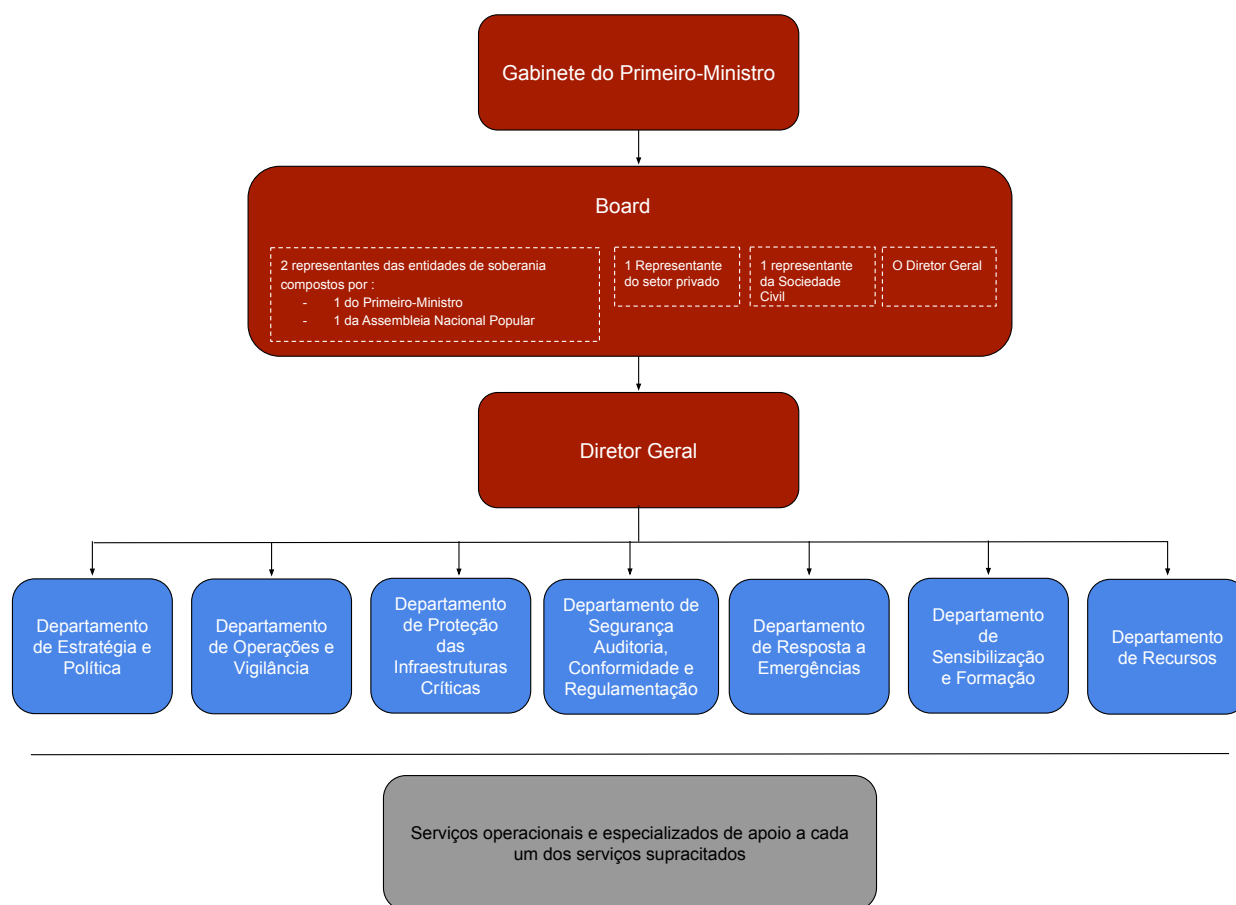 Gabinete do Primeiro-Ministro
Board
2 representantes das entidades de soberania
compostos por :
- 1 do Primeiro-Ministro
- 1 da Assembleia Nacional Popular
1 Representante
do setor privado
1 representante
da Sociedade
Civil
O Diretor Geral
Diretor Geral
Departamento
de Estratégia e
Política
Departamento
de Operações e
Vigilância
Departamento
de Proteção
das
Infraestruturas
Críticas
Departamento de
Segurança
Auditoria,
Conformidade e
Regulamentação
Departamento
de Resposta a
Emergências
Departamento
de
Sensibilização
e Formação
Departamento
de Recursos
Serviços operacionais e especializados de apoio a cada
um dos serviços supracitados